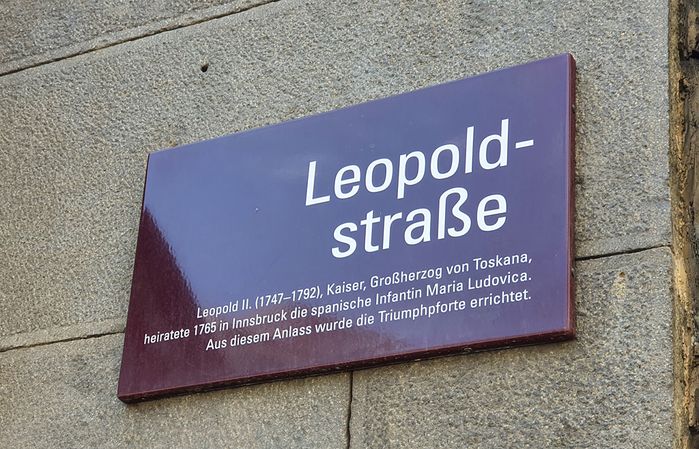 Leopold-
straße
Leopold II. (1747–1792), Kaiser, Großherzog von Toskana,
heiratete 1765 in Innsbruck die spanische Infantin Maria Ludovica.
Aus diesem Anlass wurde die Triumphpforte errichtet.